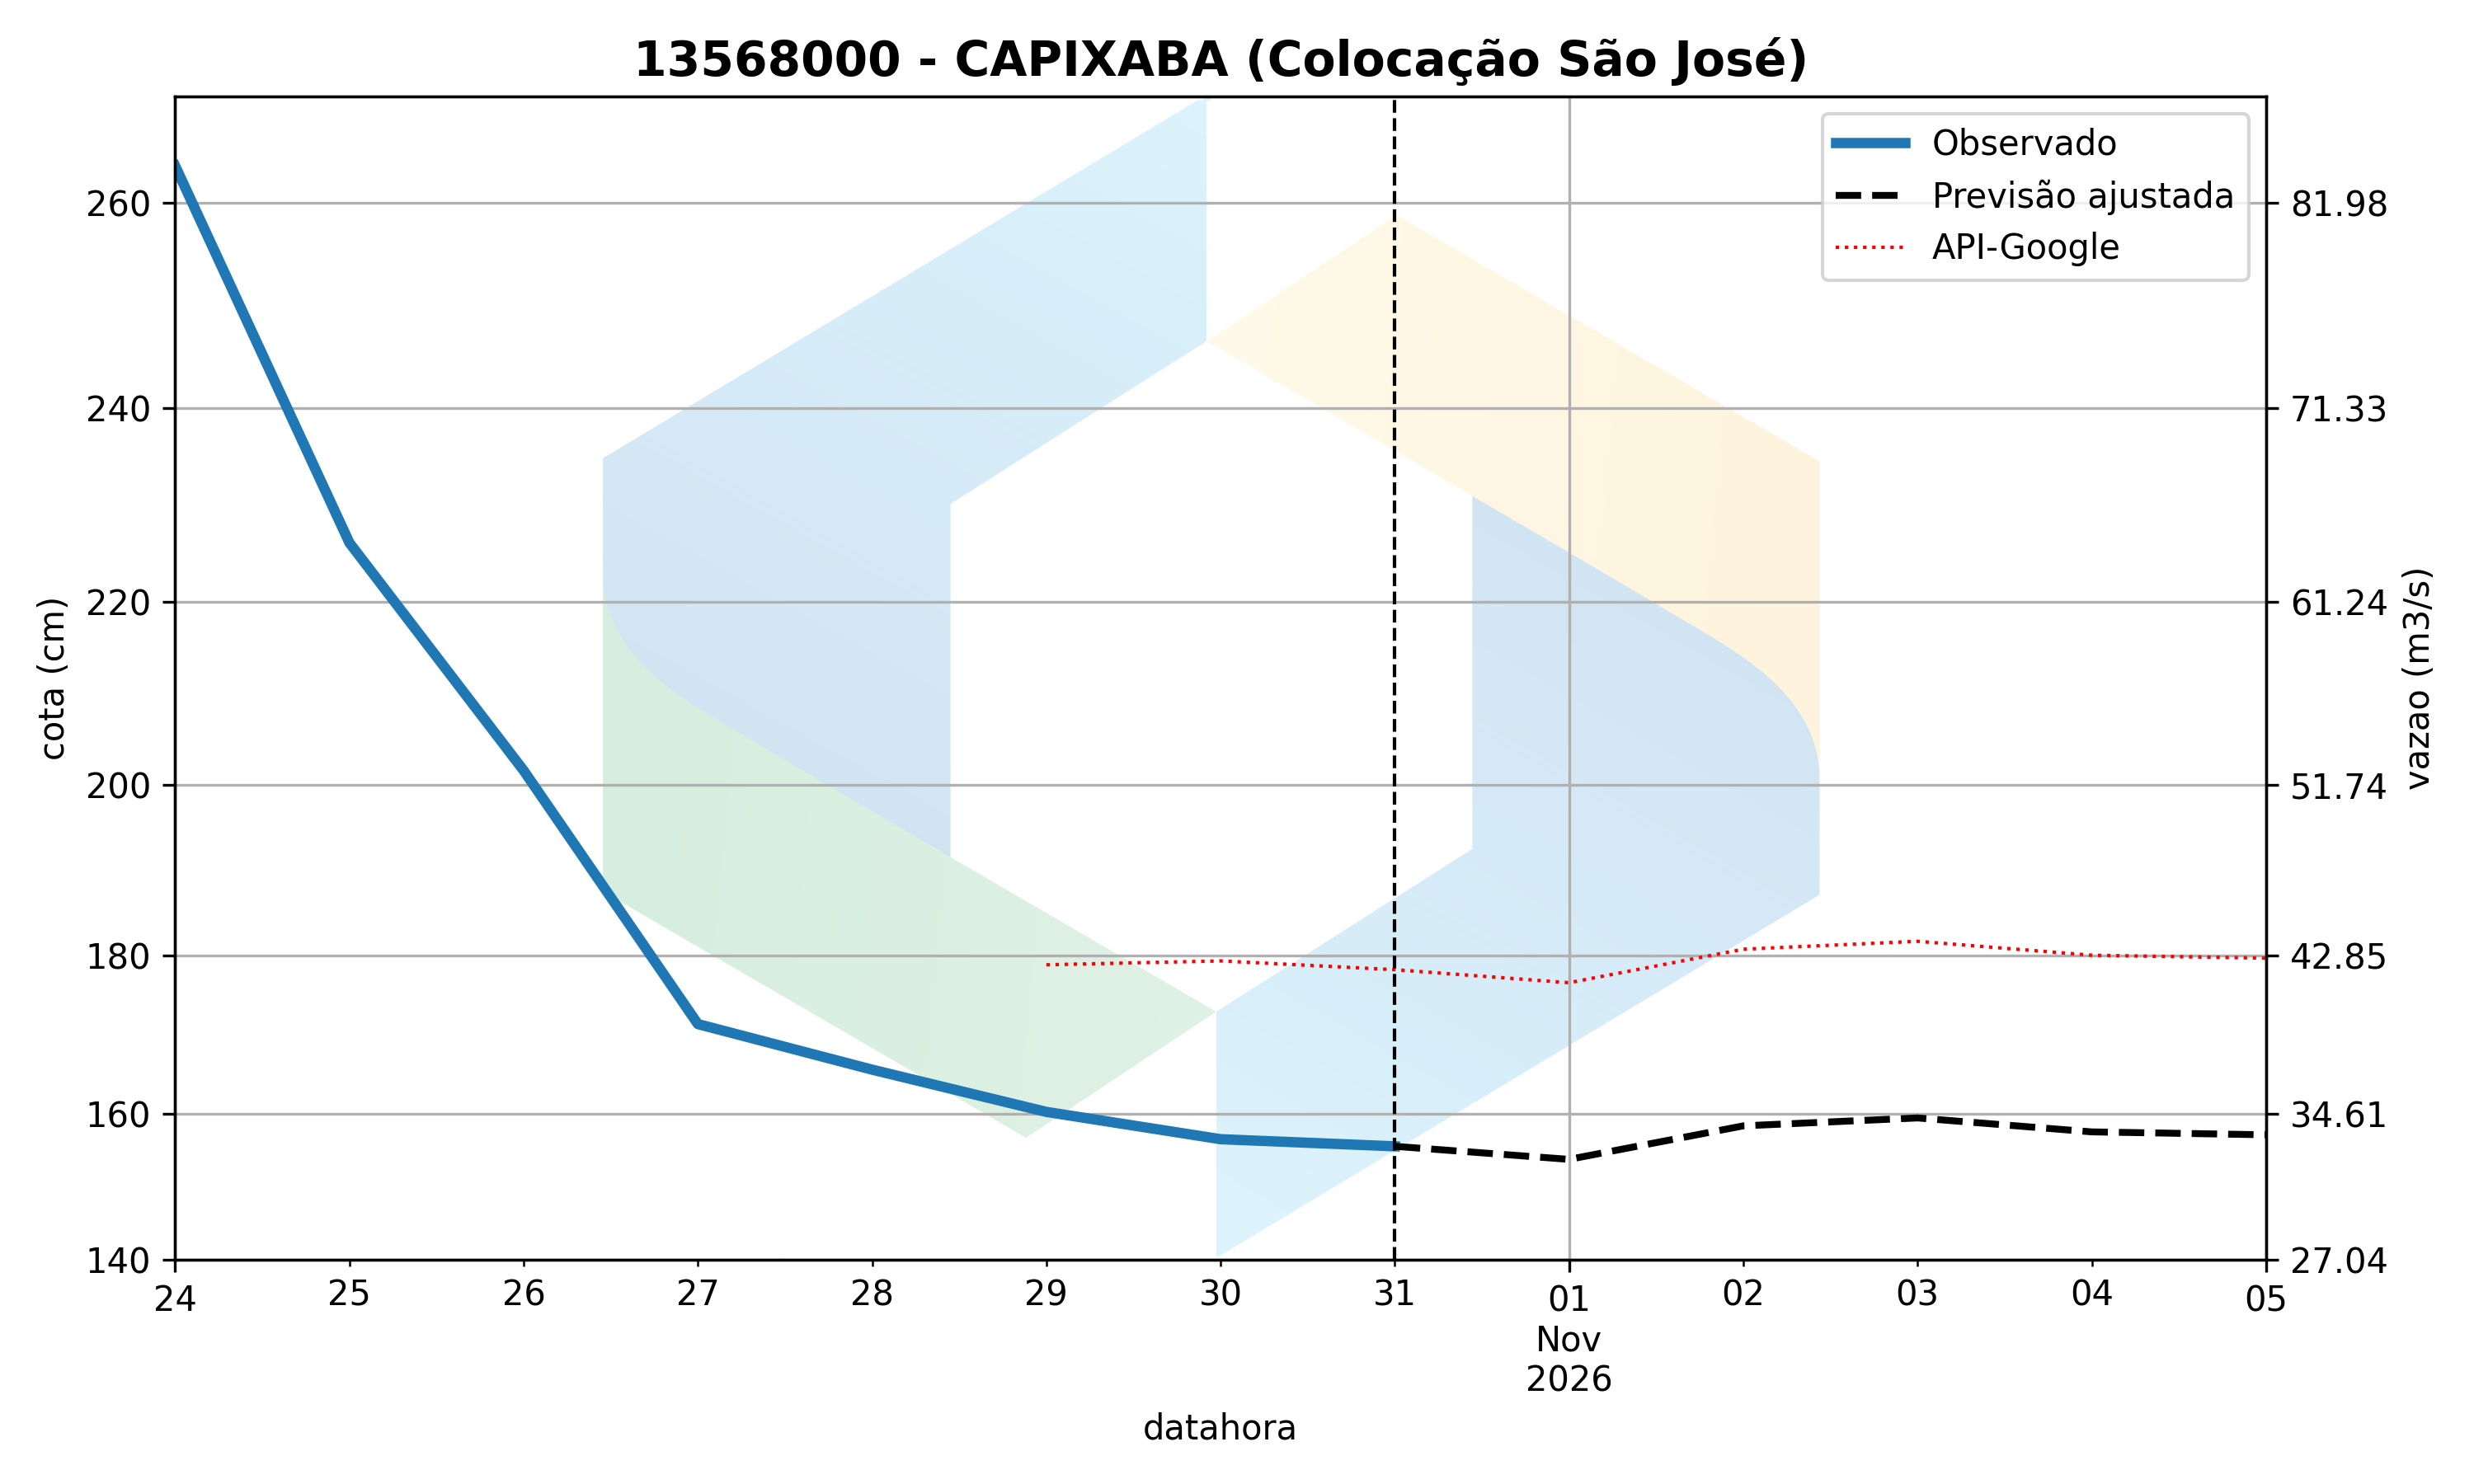 13568000 - CAPIXABA (Colocação São José)
Observado
Previsão ajustada
API-Google
cota (cm)
260
240
220
200
180
160
140
81.98
71.33
61.24
51.74
42.85
34.61
27.04
vazao (m3/s)
24 25 26 27 28 29 30 31 01 02 03 04 05
Nov
2026
datahora